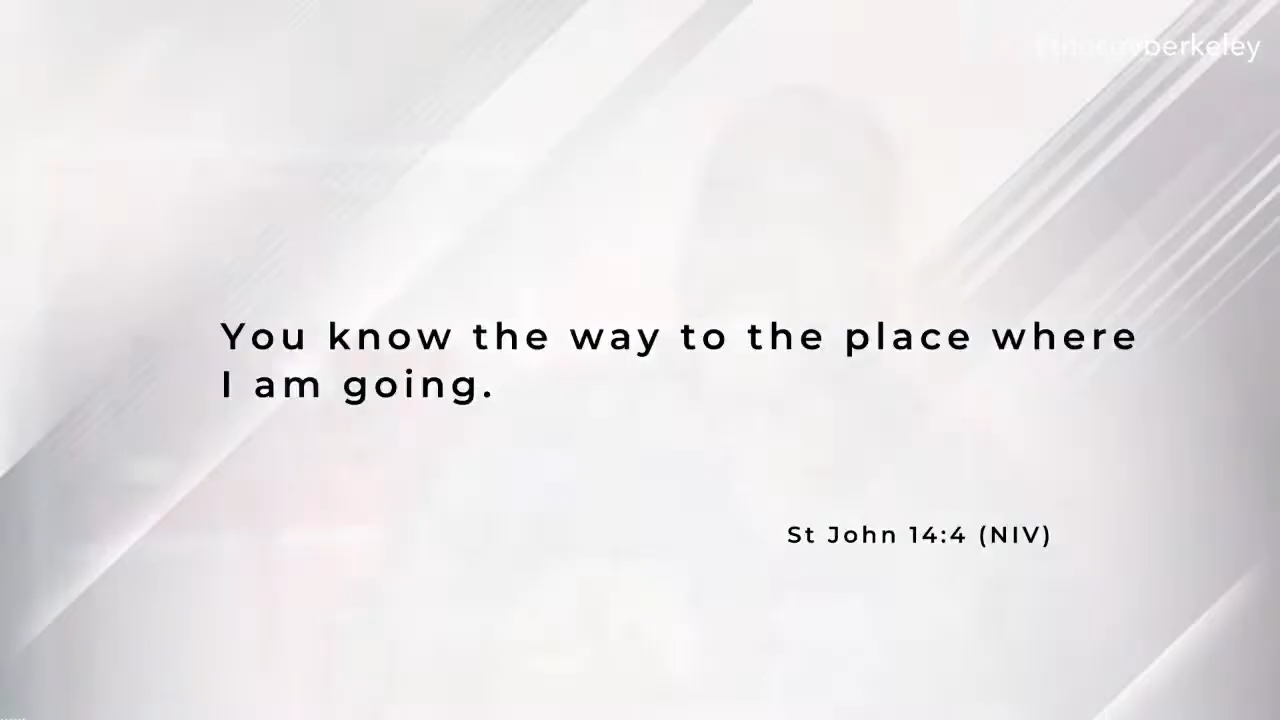 You know the way to the place where
I am going.
St John 14:4 (NIV)